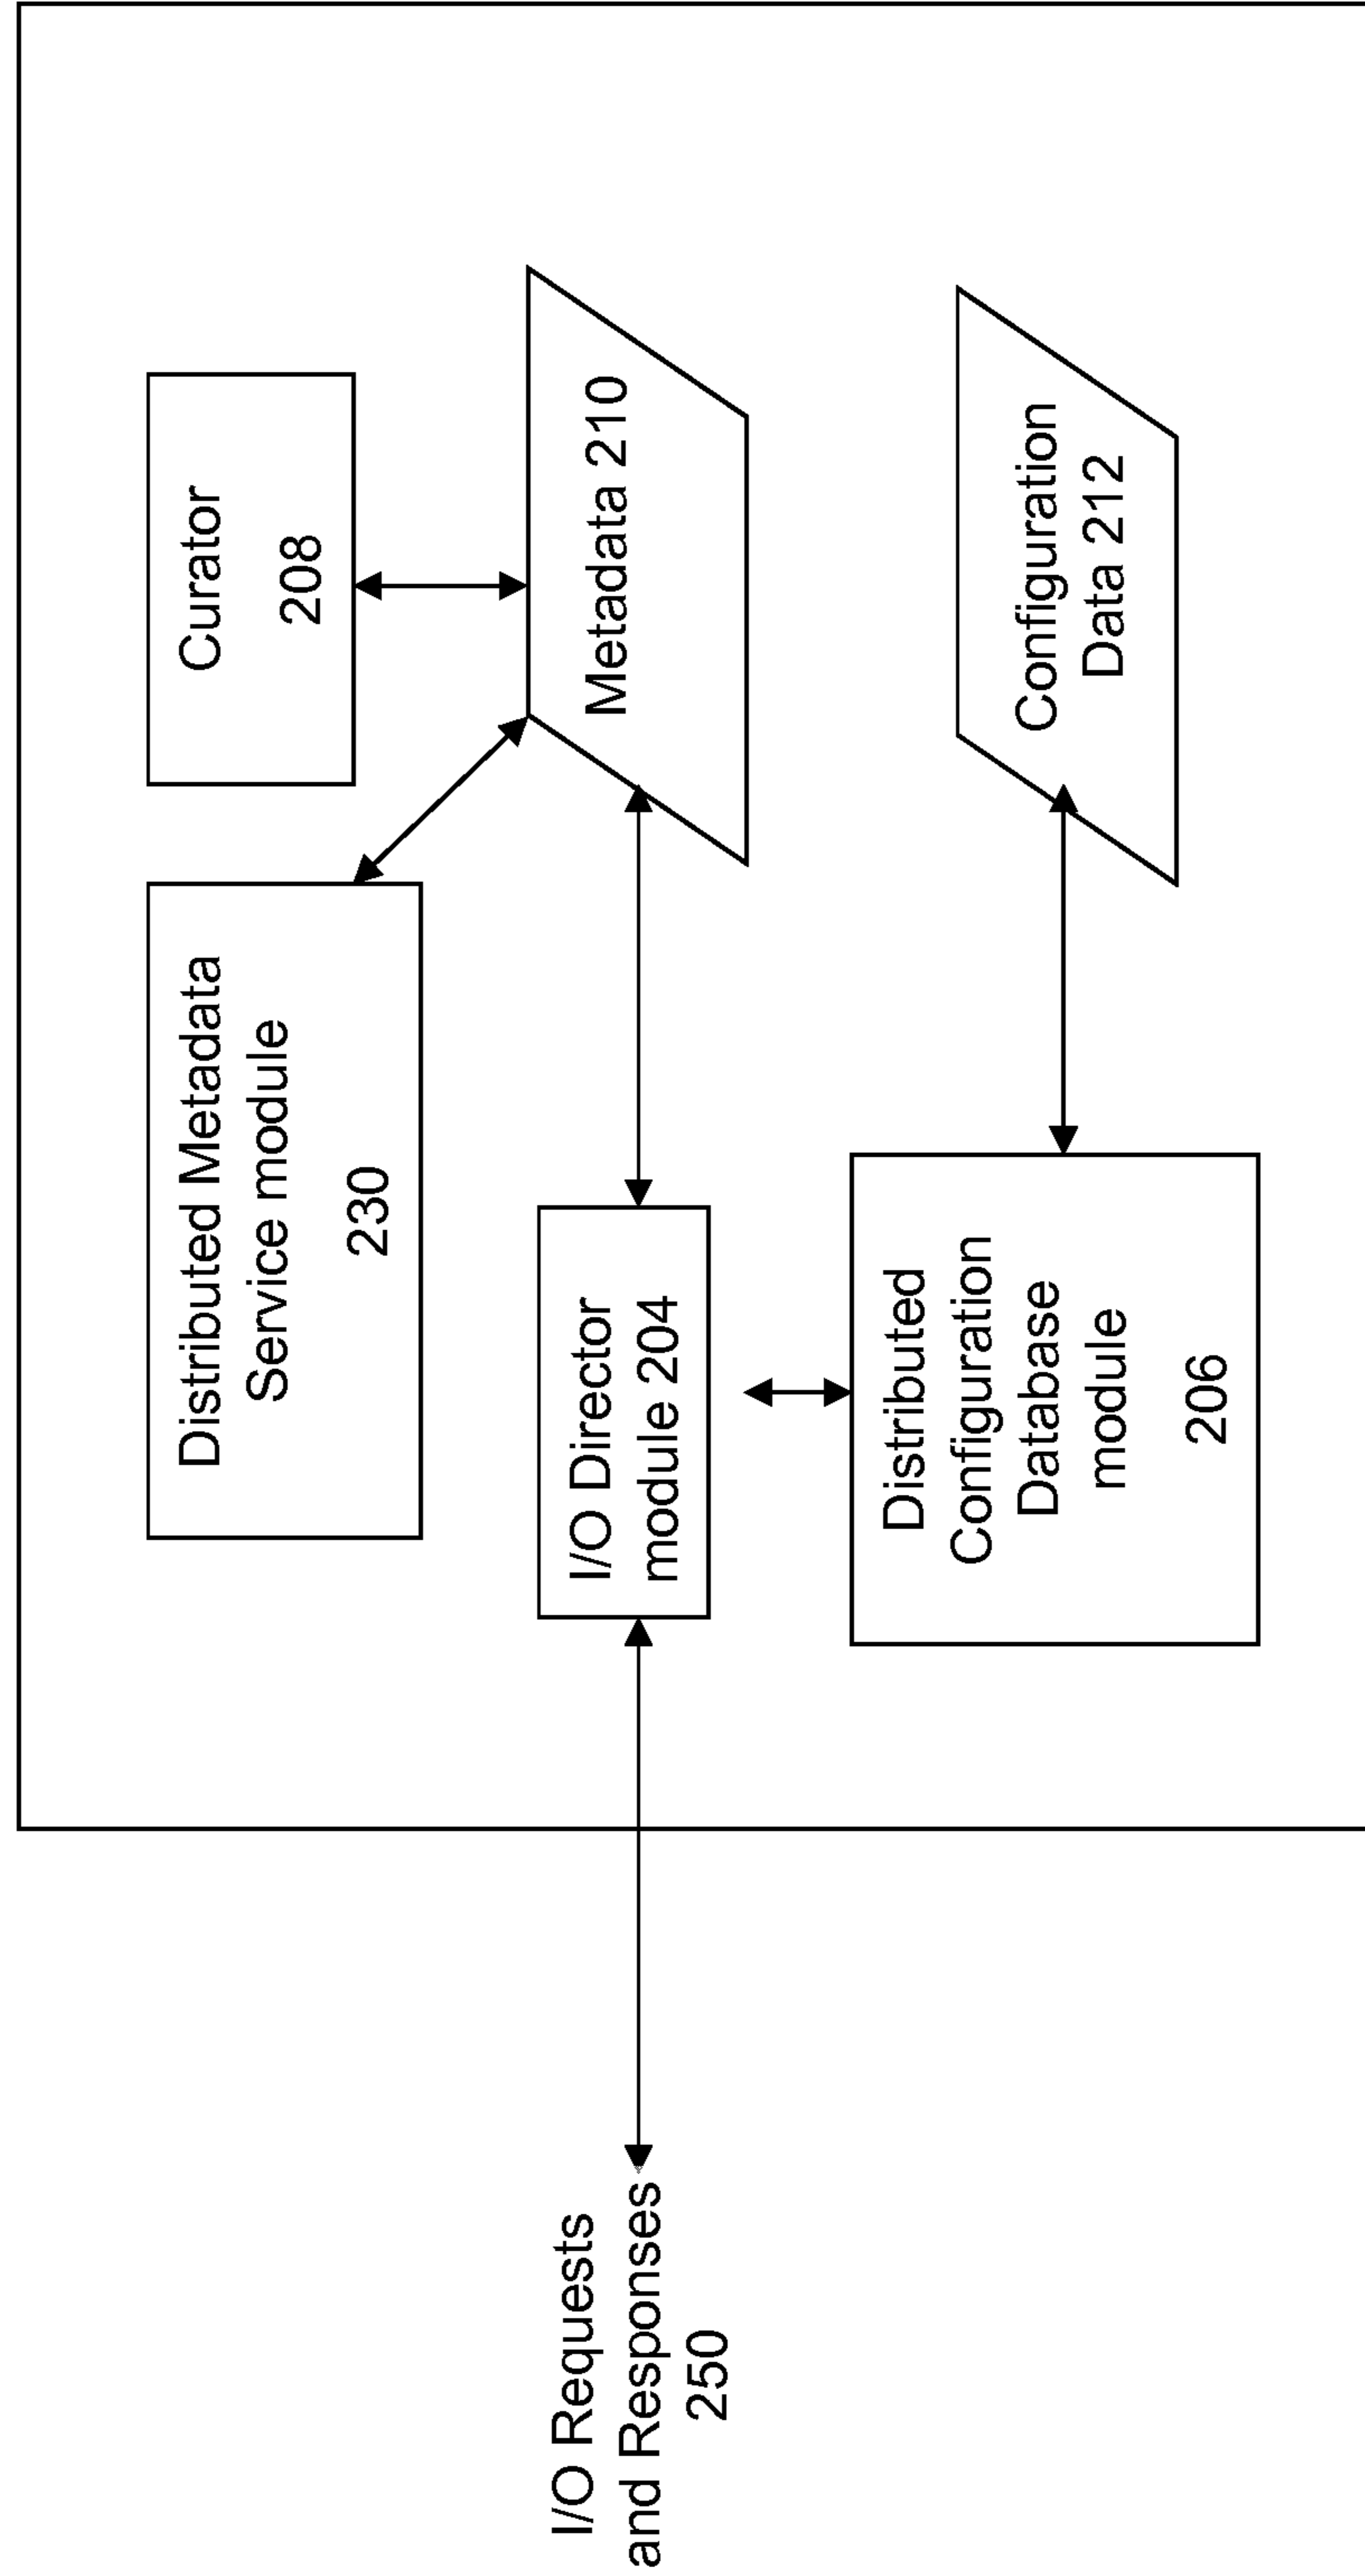 Distributed Metadata
Service module
230
Curator
208
I/O Requests
and Responses
250
I/O Director
module 204
Metadata 210
Distributed
Configuration
Database
module
206
Configuration
Data 212